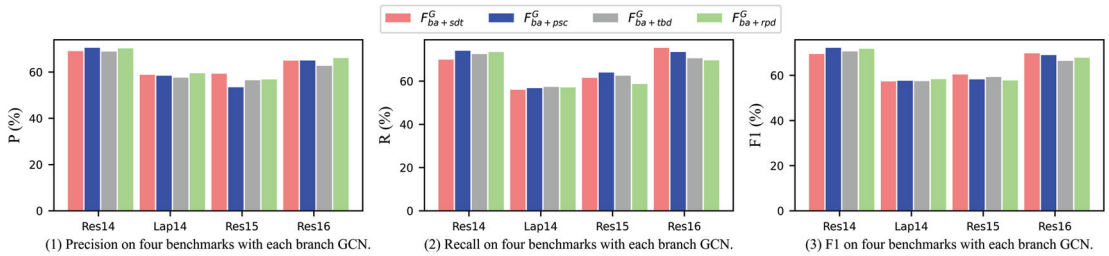 F^G_{ba+sdt} F^G_{ba+psc} F^G_{ba+tbd} F^G_{ba+rpd}
P (%)
60
40
20
0
Res14 Lap14 Res15 Res16
(1) Precision on four benchmarks with each branch GCN.
R (%)
80
60
40
20
0
Res14 Lap14 Res15 Res16
(2) Recall on four benchmarks with each branch GCN.
F1 (%)
60
40
20
0
Res14 Lap14 Res15 Res16
(3) F1 on four benchmarks with each branch GCN.